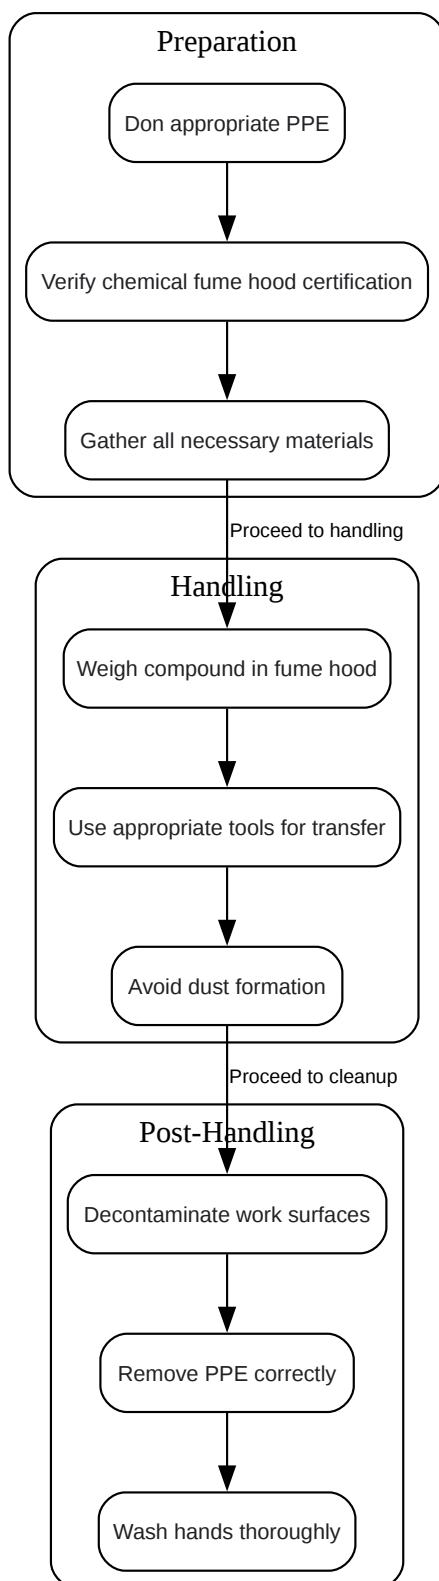 Preparation
Don appropriate PPE
Verify chemical fume hood certification
Gather all necessary materials
Proceed to handling
Handling
Weigh compound in fume hood
Use appropriate tools for transfer
Avoid dust formation
Proceed to cleanup
Post-Handling
Decontaminate work surfaces
Remove PPE correctly
Wash hands thoroughly